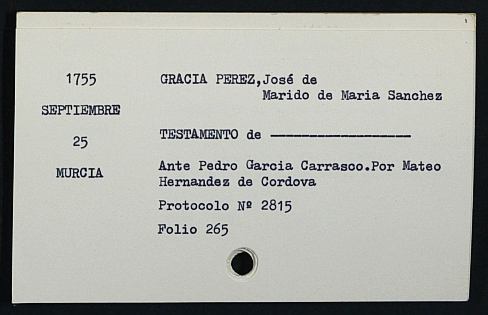 1755
SEPTIEMBRE
25
MURCIA
GRACIA PEREZ,José de
Marido de Maria Sanchez
TESTAMENTO de ------------------
Ante Pedro Garcia Carrasco.Por Mateo
Hernandez de Cordova
Protocolo Nº 2815
Folio 265